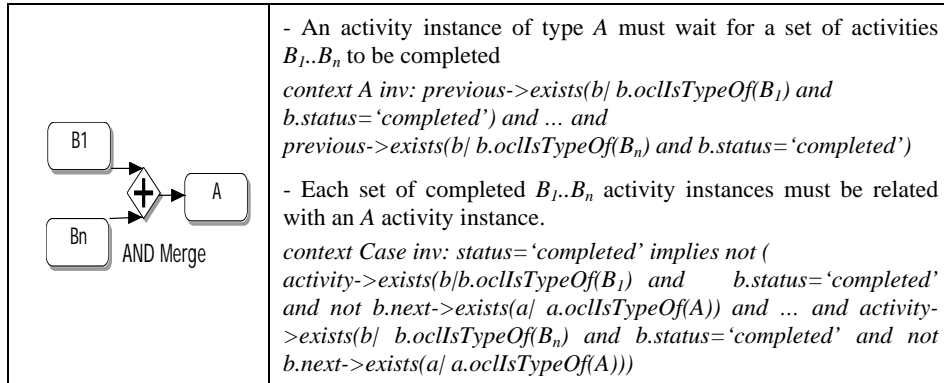 B1
Bn
A
AND Merge
- An activity instance of type A must wait for a set of activities
B1..Bn to be completed
context A inv: previous->exists(b| b.oclIsTypeOf(B1) and
b.status=‘completed’) and ... and
previous->exists(b| b.oclIsTypeOf(Bn) and b.status=‘completed’)
- Each set of completed B1..Bn activity instances must be related
with an A activity instance.
context Case inv: status=‘completed’ implies not (
activity->exists(b|b.oclIsTypeOf(B1) and b.status=‘completed’
and not b.next->exists(a| a.oclIsTypeOf(A)) and ... and activity-
>exists(b| b.oclIsTypeOf(Bn) and b.status=‘completed’ and not
b.next->exists(a| a.oclIsTypeOf(A)))